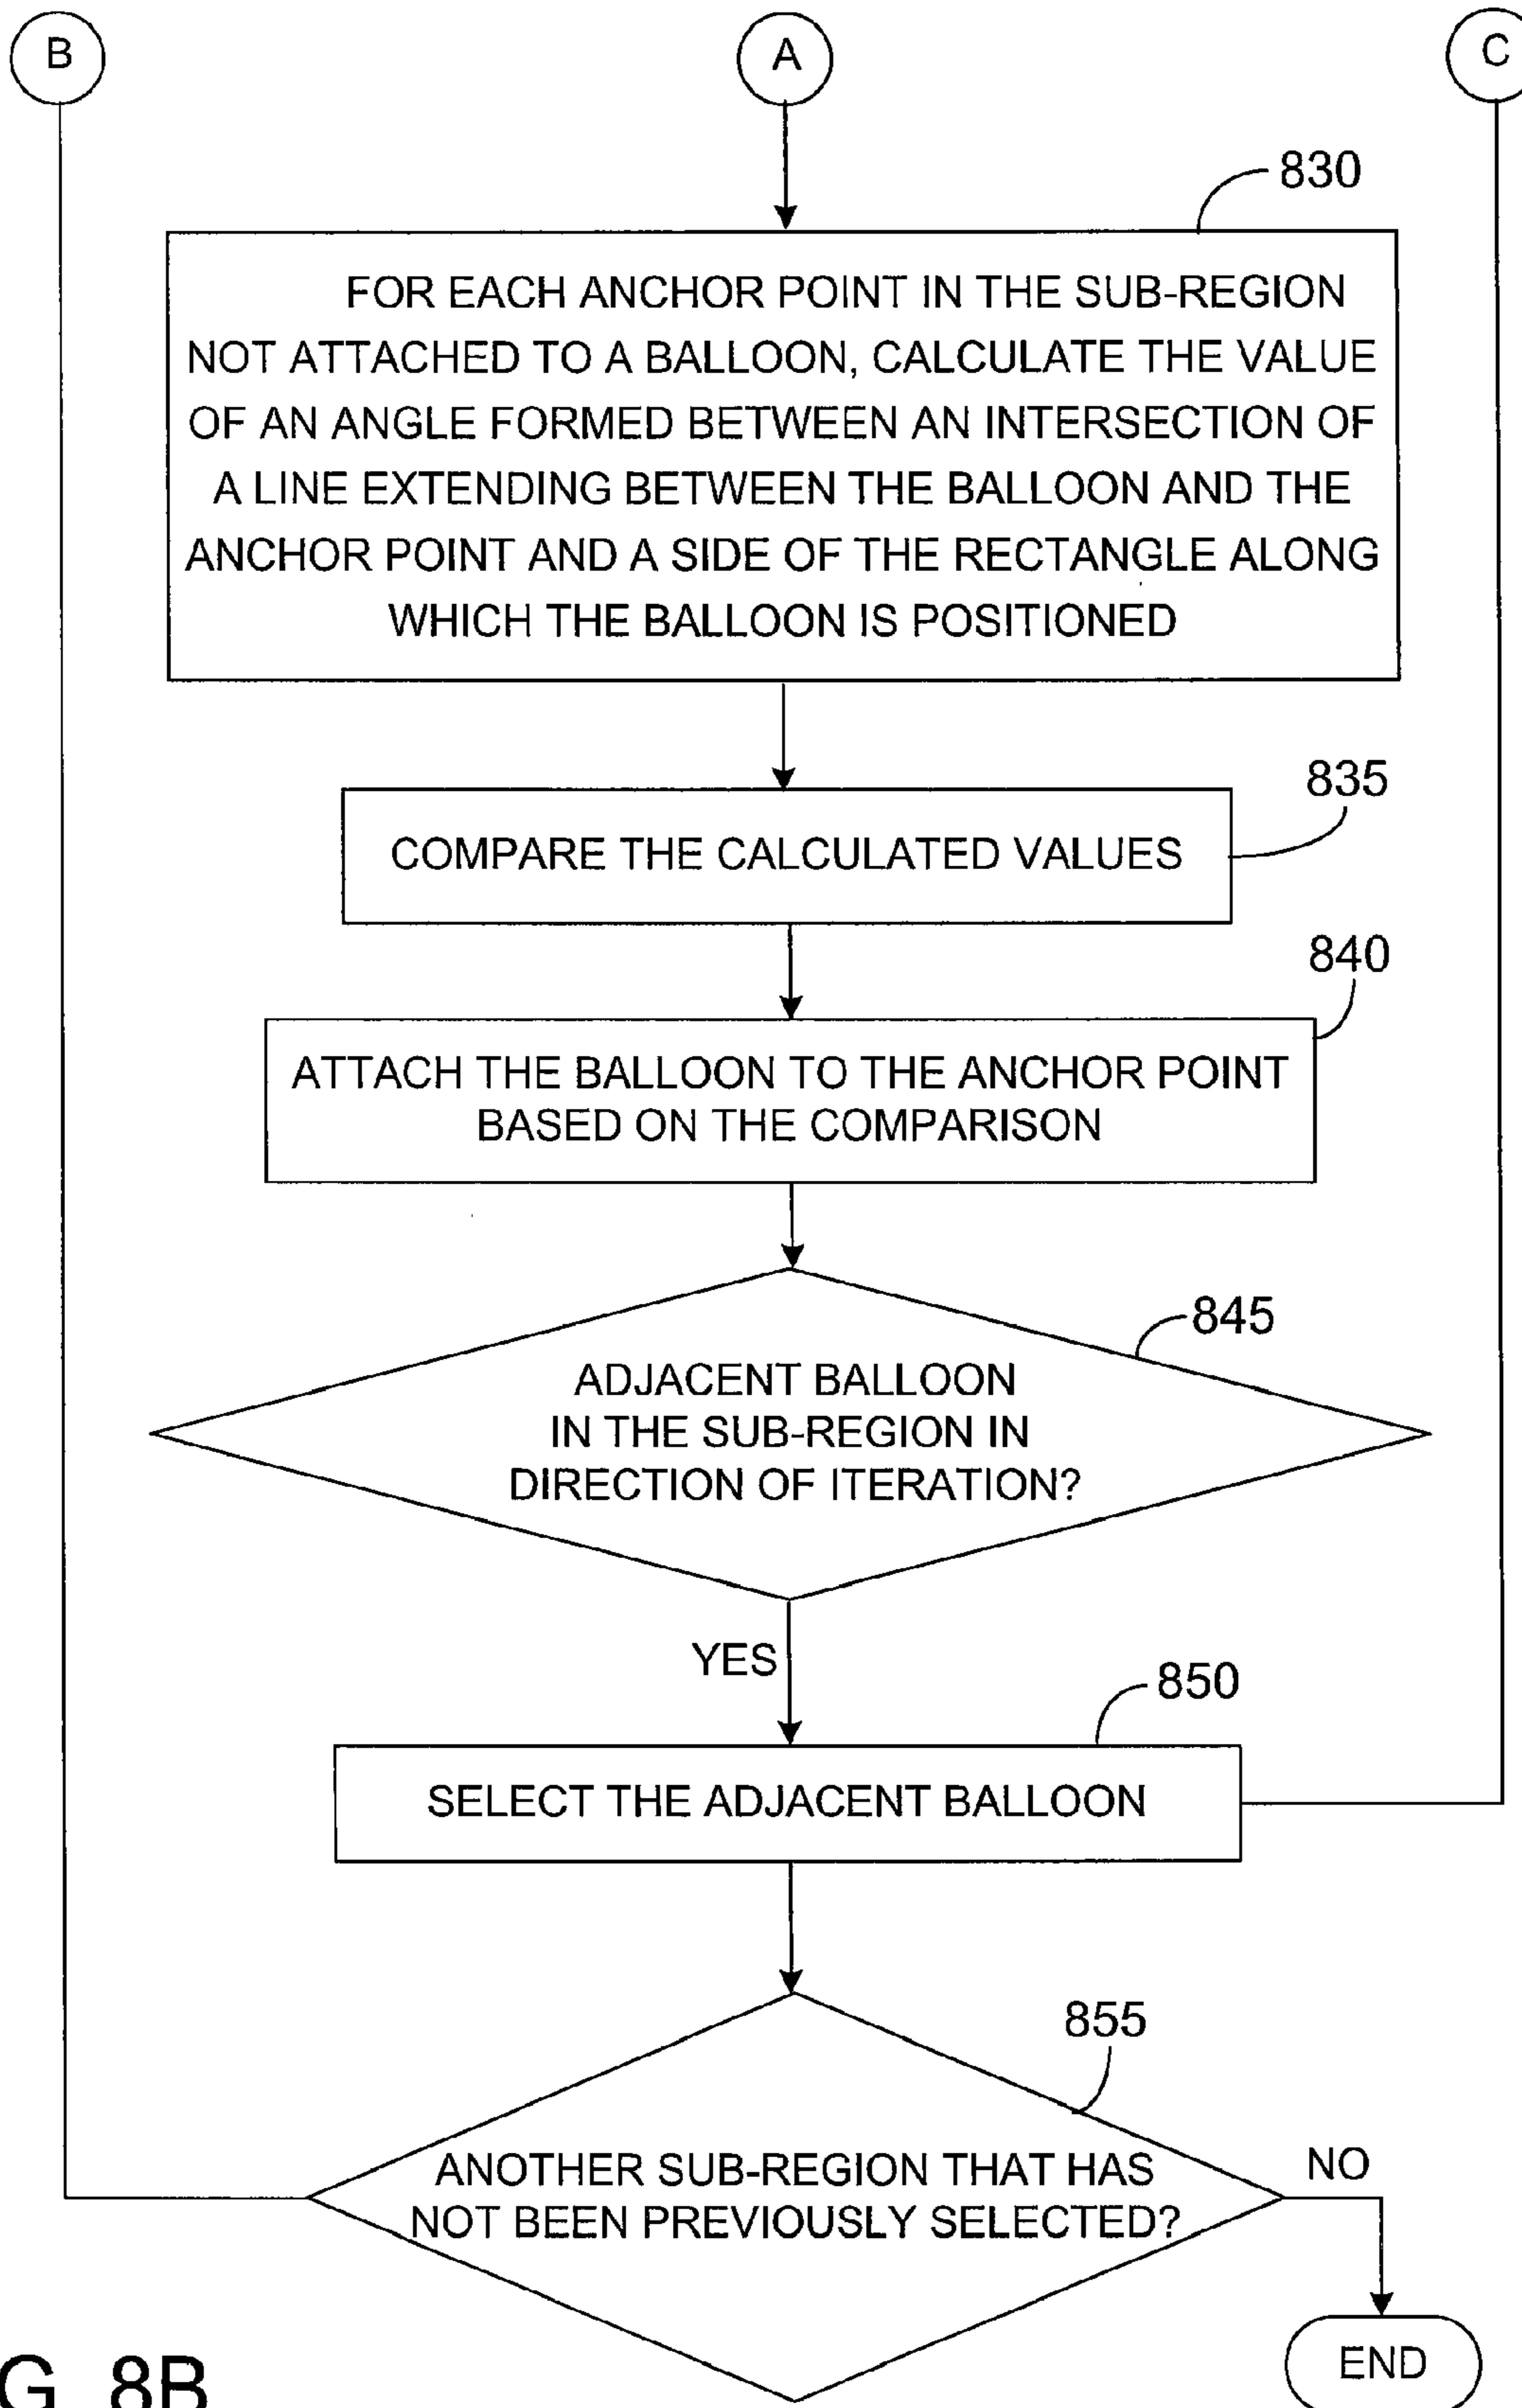 B
A
C
830
FOR EACH ANCHOR POINT IN THE SUB-REGION
NOT ATTACHED TO A BALLOON, CALCULATE THE VALUE
OF AN ANGLE FORMED BETWEEN AN INTERSECTION OF
A LINE EXTENDING BETWEEN THE BALLOON AND THE
ANCHOR POINT AND A SIDE OF THE RECTANGLE ALONG
WHICH THE BALLOON IS POSITIONED
835
COMPARE THE CALCULATED VALUES
840
ATTACH THE BALLOON TO THE ANCHOR POINT
BASED ON THE COMPARISON
845
ADJACENT BALLOON
IN THE SUB-REGION IN
DIRECTION OF ITERATION?
YES
850
SELECT THE ADJACENT BALLOON
855
ANOTHER SUB-REGION THAT HAS
NOT BEEN PREVIOUSLY SELECTED?
NO
END
G. 8B